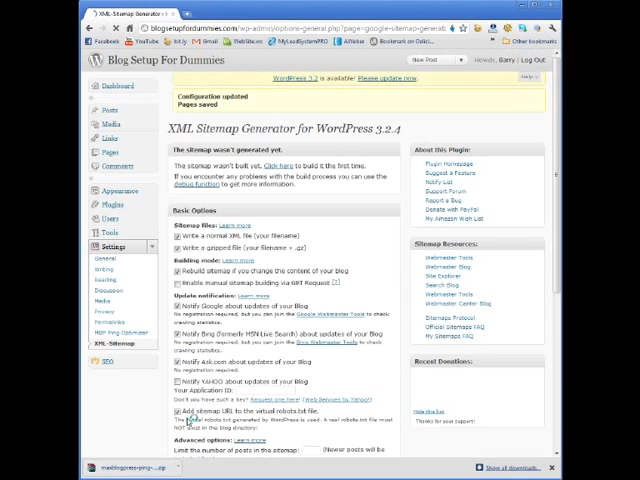 XML-Sitemap Generator
blogsetupfordummies.com/wp-admin/options-general.php?page=google-sitemap-generator
Facebook YouTube bit.ly Gmail WebSite.ws MyLeadSystemPRO AWeber Bookmark on Delici... Other bookmarks
Blog Setup For Dummies New Post Howdy, Barry | Log Out
WordPress 3.2 is available! Please update now. Help
Dashboard
Posts
Media
Links
Pages
Comments
Appearance
Plugins
Users
Tools
Settings
General
Writing
Reading
Discussion
Media
Privacy
Permalinks
MBP Ping Optimizer
XML-Sitemap
SEO
Configuration updated
Pages saved
XML Sitemap Generator for WordPress 3.2.4
The sitemap wasn't generated yet.
The sitemap wasn't built yet. Click here to build it the first time.
If you encounter any problems with the build process you can use the
debug function to get more information.
Basic Options
Sitemap files: Learn more
Write a normal XML file (your filename)
Write a gzipped file (your filename + .gz)
Building mode: Learn more
Rebuild sitemap if you change the content of your blog
Enable manual sitemap building via GET Request [?]
Update notification: Learn more
Notify Google about updates of your Blog
No registration required, but you can join the Google Webmaster Tools to check
crawling statistics.
Notify Bing (formerly MSN Live Search) about updates of your Blog
No registration required, but you can join the Bing Webmaster Tools to check
crawling statistics.
Notify Ask.com about updates of your Blog
No registration required.
Notify YAHOO about updates of your Blog
Your Application ID:
Don't you have such a key? Request one here! (Web Services by Yahoo!)
Add sitemap URL to the virtual robots.txt file.
The virtual robots.txt generated by WordPress is used. A real robots.txt file must
NOT exist in the blog directory!
Advanced options: Learn more
Limit the number of posts in the sitemap: (Newer posts will be
About this Plugin:
Plugin Homepage
Suggest a Feature
Notify List
Support Forum
Report a Bug
Donate with PayPal
My Amazon Wish List
Sitemap Resources:
Webmaster Tools
Webmaster Blog
Site Explorer
Search Blog
Webmaster Tools
Webmaster Center Blog
Sitemaps Protocol
Official Sitemaps FAQ
My Sitemaps FAQ
Recent Donations:
Hide this list
Thanks for your support!
maxblogpress-ping-....zip
Show all downloads...